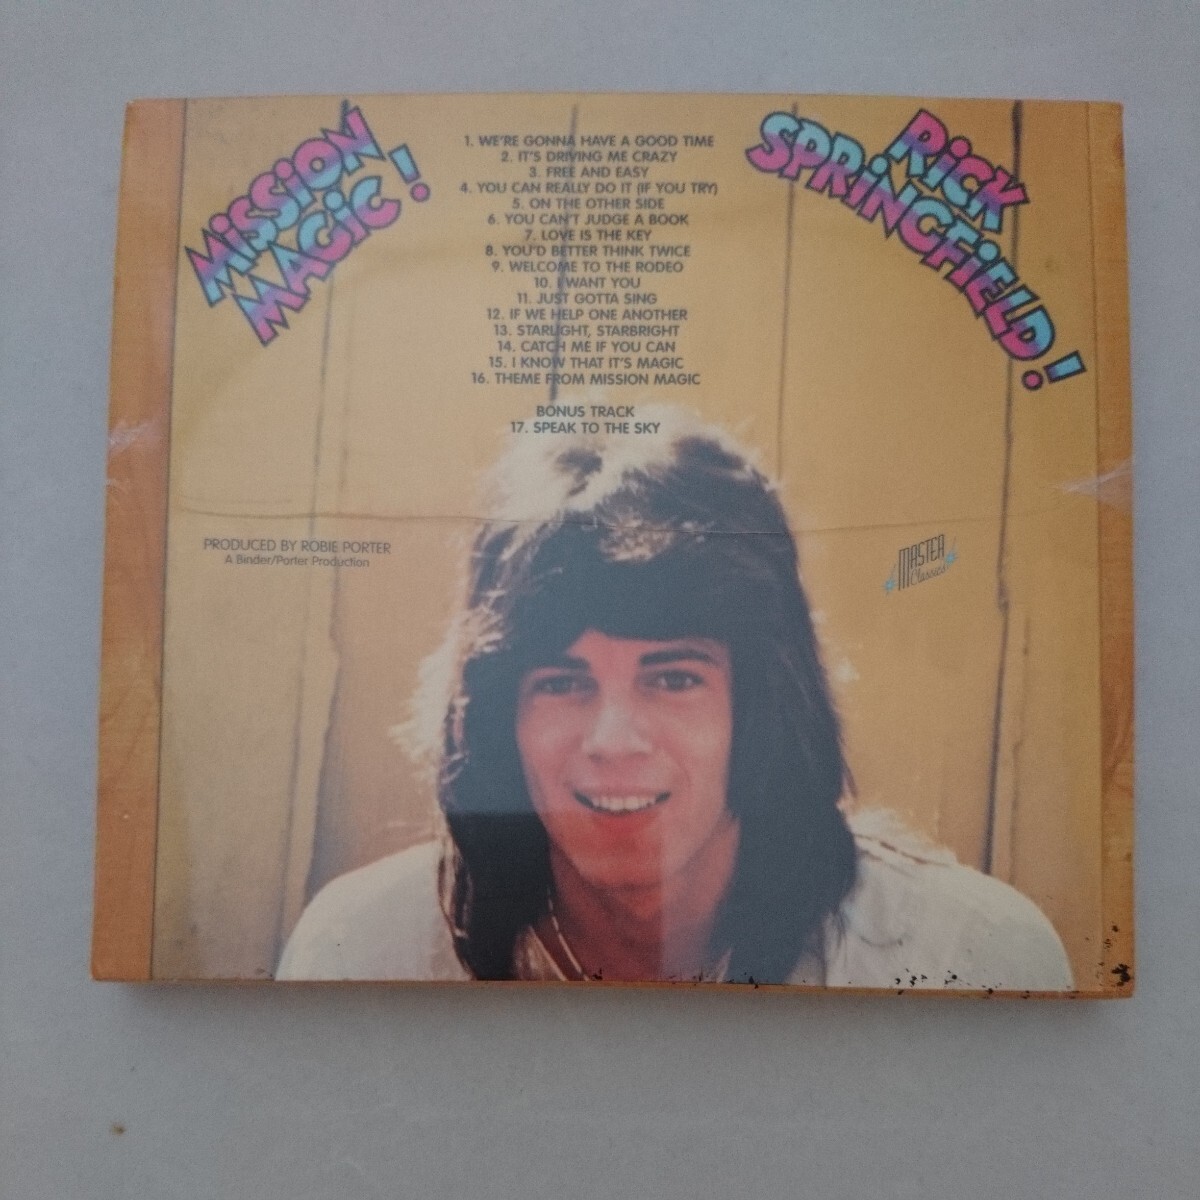 MiSSiON
MAGiC!
RiCK
SPRiNGFiELD!
1. WE'RE GONNA HAVE A GOOD TIME
2. IT'S DRIVING ME CRAZY
3. FREE AND EASY
4. YOU CAN REALLY DO IT (IF YOU TRY)
5. ON THE OTHER SIDE
6. YOU CAN'T JUDGE A BOOK
7. LOVE IS THE KEY
8. YOU'D BETTER THINK TWICE
9. WELCOME TO THE RODEO
10. I WANT YOU
11. JUST GOTTA SING
12. IF WE HELP ONE ANOTHER
13. STARLIGHT, STARBRIGHT
14. CATCH ME IF YOU CAN
15. I KNOW THAT IT'S MAGIC
16. THEME FROM MISSION MAGIC
BONUS TRACK
17. SPEAK TO THE SKY
PRODUCED BY ROBIE PORTER
A Binder/Porter Production
MASTER
Classics